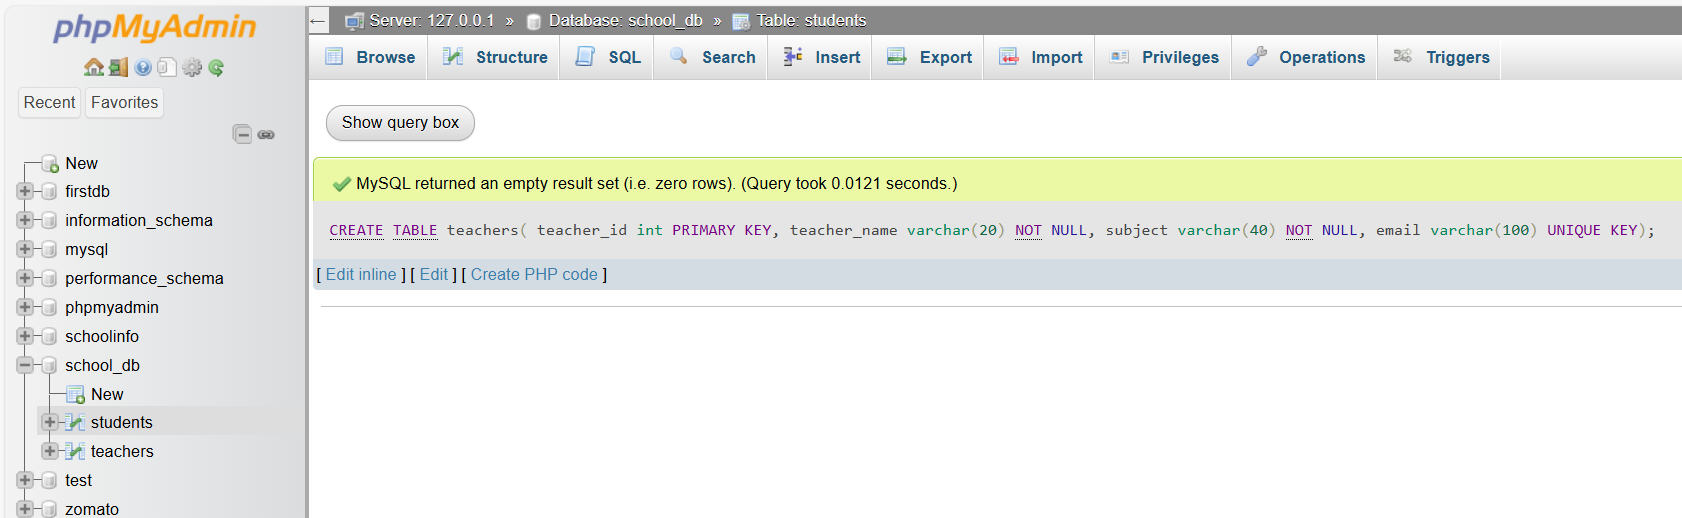 phpMyAdmin
Recent Favorites
New
firstdb
information_schema
mysql
performance_schema
phpmyadmin
schoolinfo
school_db
New
students
teachers
test
zomato
← Server: 127.0.0.1 » Database: school_db » Table: students
Browse Structure SQL Search Insert Export Import Privileges Operations Triggers
Show query box
MySQL returned an empty result set (i.e. zero rows). (Query took 0.0121 seconds.)
CREATE TABLE teachers( teacher_id int PRIMARY KEY, teacher_name varchar(20) NOT NULL, subject varchar(40) NOT NULL, email varchar(100) UNIQUE KEY);
[ Edit inline ] [ Edit ] [ Create PHP code ]